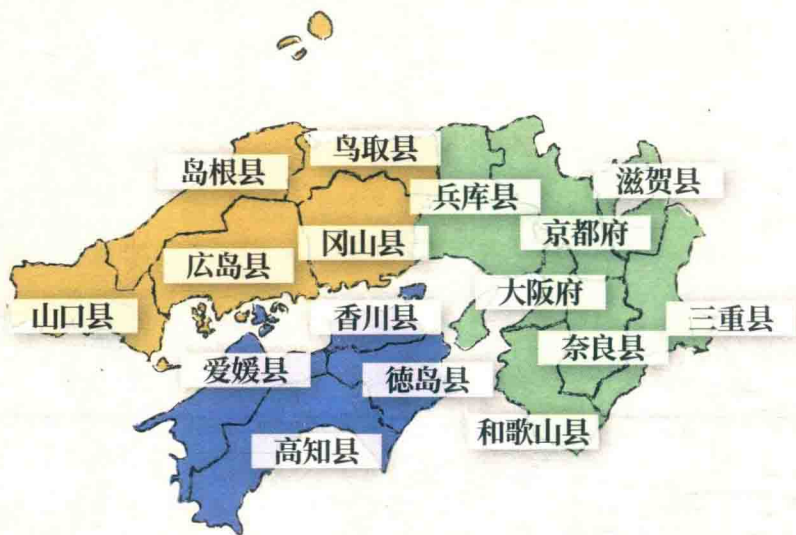 鸟取县
岛根县
滋贺县
兵库县
京都府
冈山县
広岛县
大阪府
山口县
香川县
三重县
奈良县
爱媛县
徳岛县
和歌山县
高知县